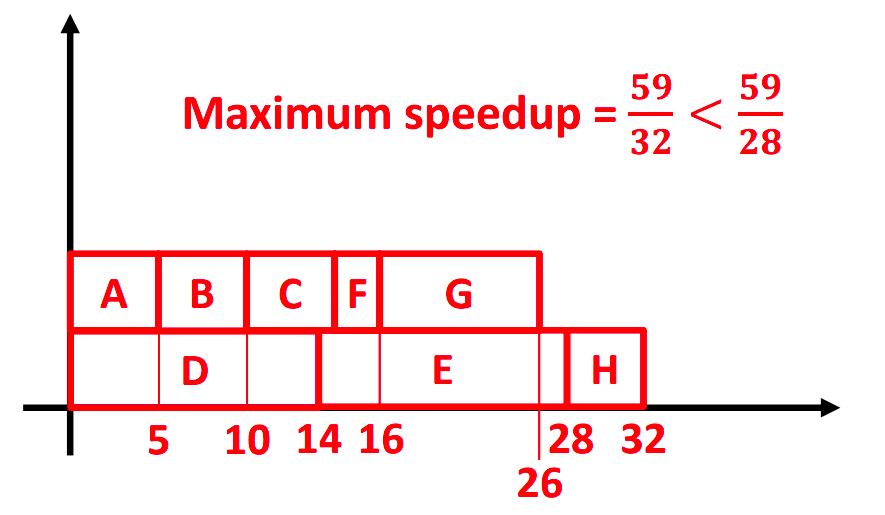 Maximum speedup = 59/32 < 59/28
A B C F G
D E H
5 10 14 16 28 32
26